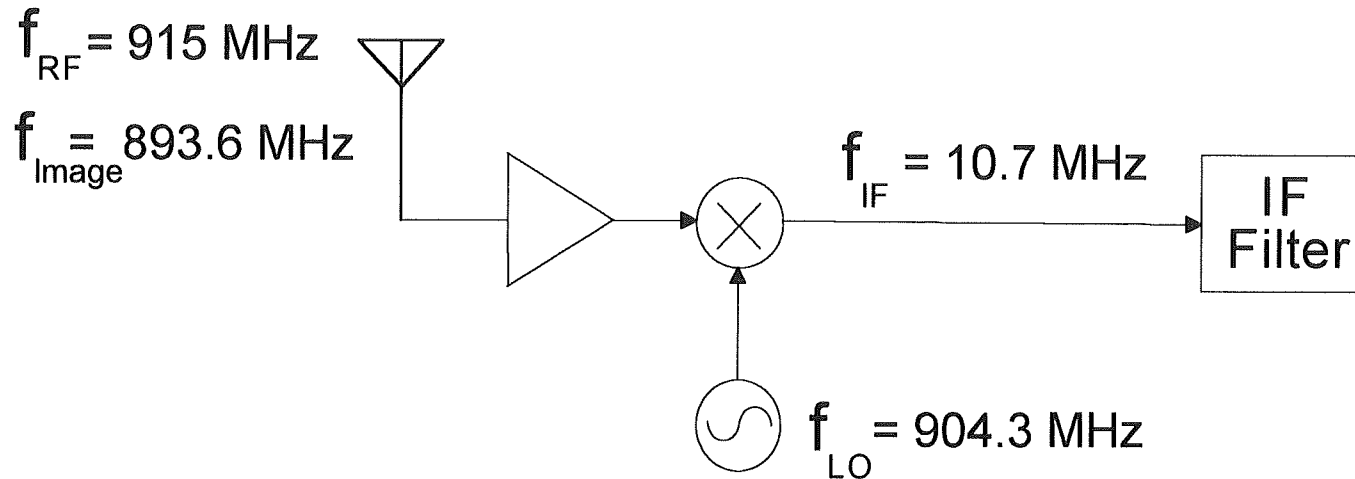 f_RF = 915 MHz
f_Image = 893.6 MHz
f_IF = 10.7 MHz
IF
Filter
f_LO = 904.3 MHz